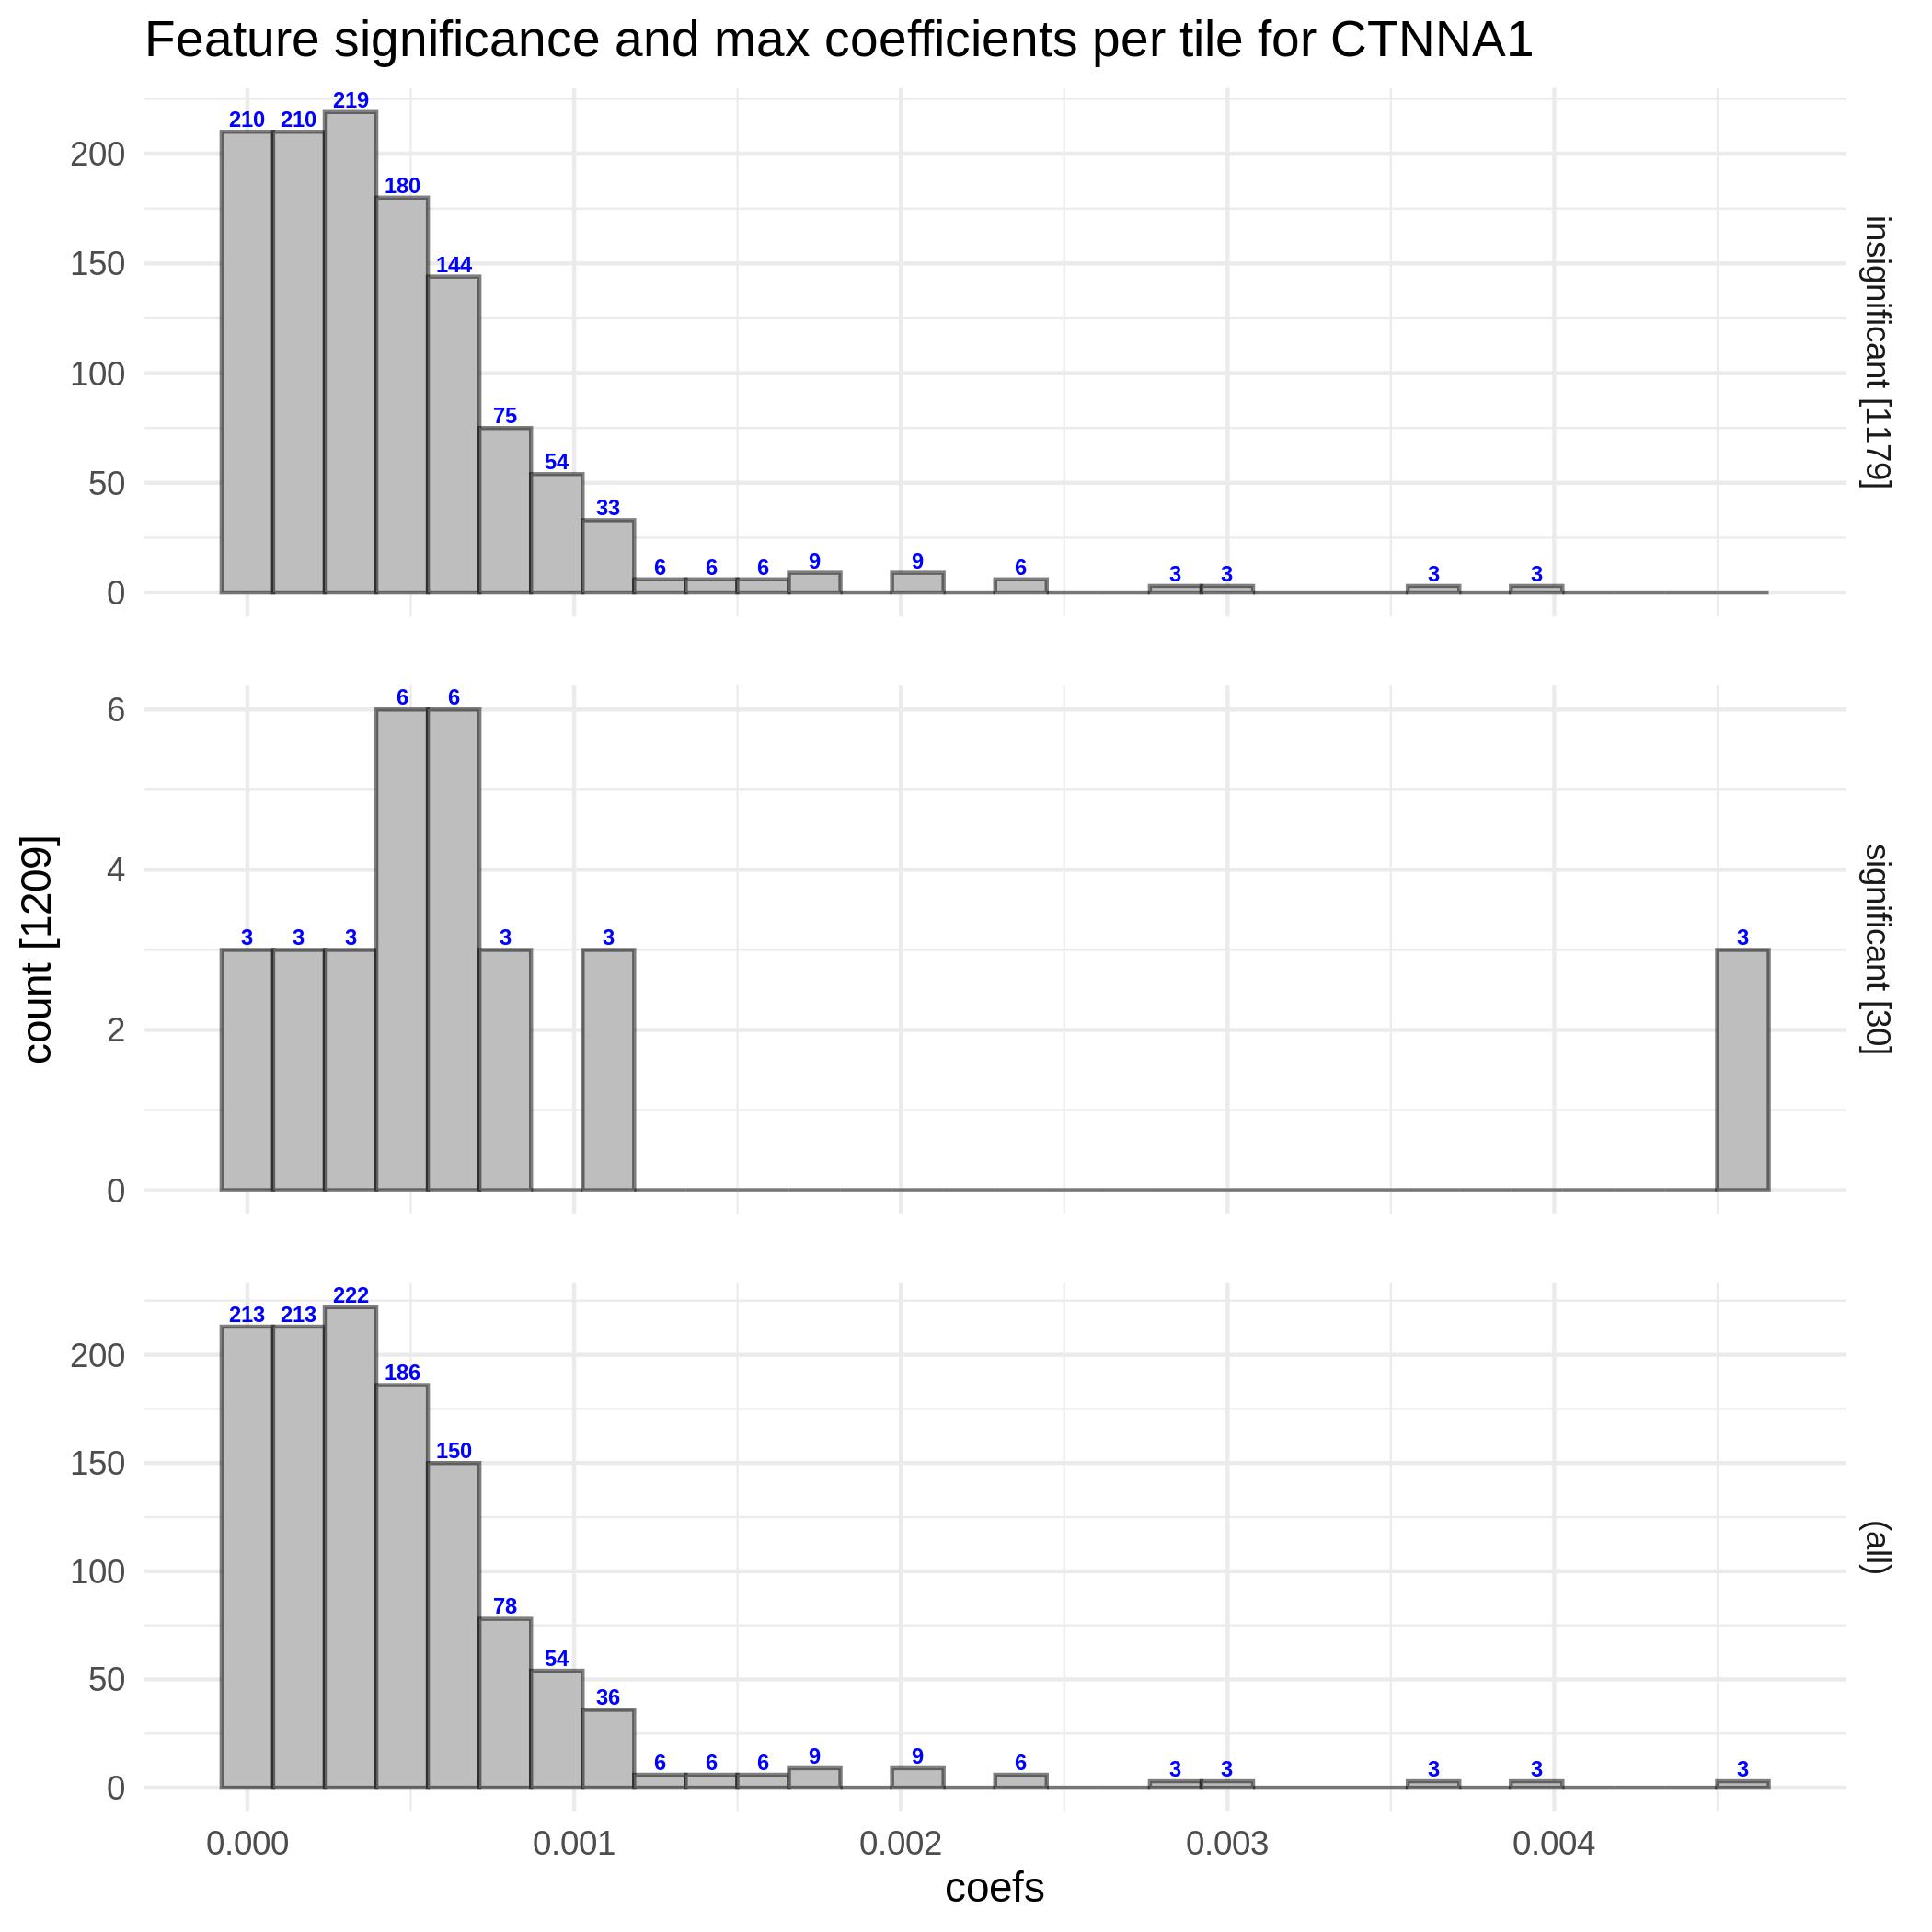 Feature significance and max coefficients per tile for CTNNA1
219
210 210
200
180
150
144
insignificant [1179]
100
75
54
50
33
6 6 6 9 9 6 3 3 3 3
0
6 6
6
4
count [1209]
significant [30]
3 3 3 3 3 3
2
0
222
213 213
200
186
150
150
(all)
100
78
54
50
36
6 6 6 9 9 6 3 3 3 3 3
0
0.000 0.001 0.002 0.003 0.004
coefs